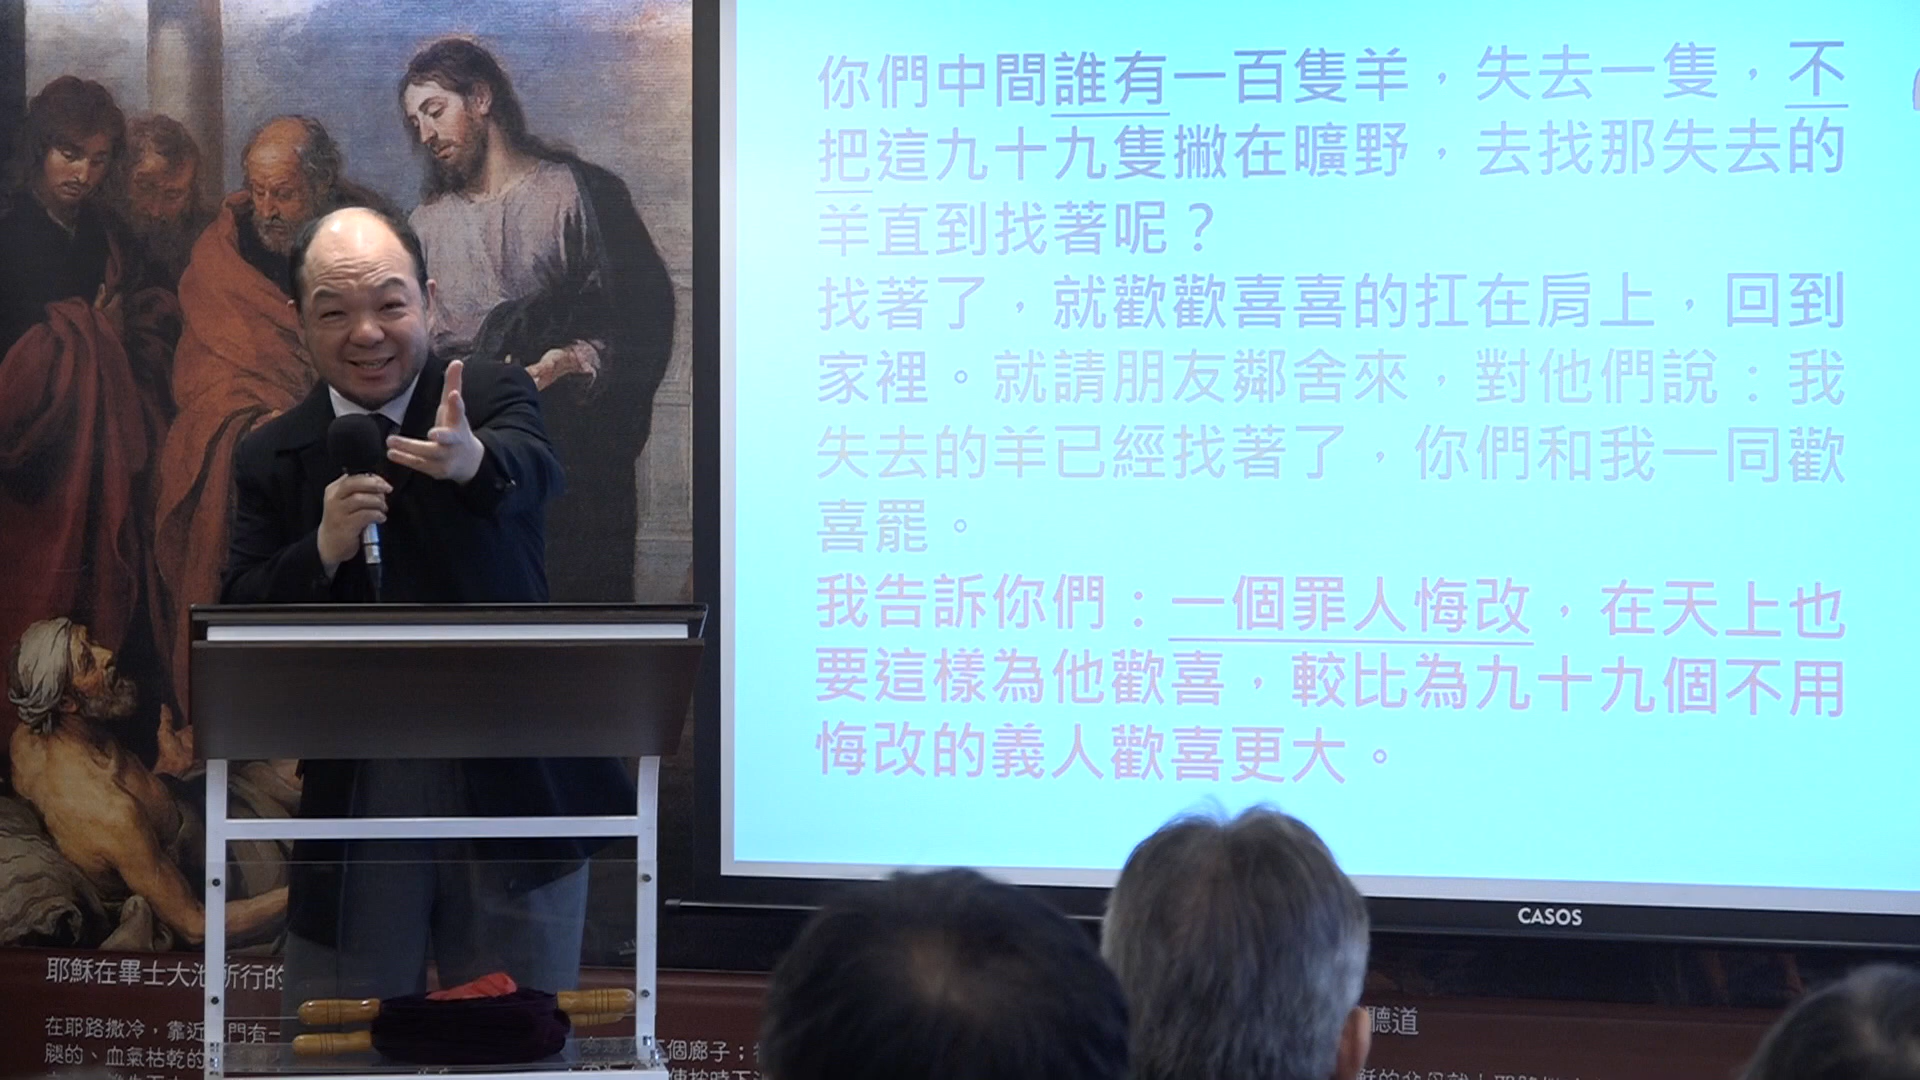 你們中間誰有一百隻羊，失去一隻，不
把這九十九隻撇在曠野，去找那失去的
羊直到找著呢？
找著了，就歡歡喜喜的扛在肩上，回到
家裡。就請朋友鄰舍來，對他們說：我
失去的羊已經找著了，你們和我一同歡
喜罷。
我告訴你們：一個罪人悔改，在天上也
要這樣為他歡喜，較比為九十九個不用
悔改的義人歡喜更大。
CASOS
耶穌在畢士大池所行的
在耶路撒冷，靠近 門有一
腿的、血氣枯乾的
個廊子；
聽道